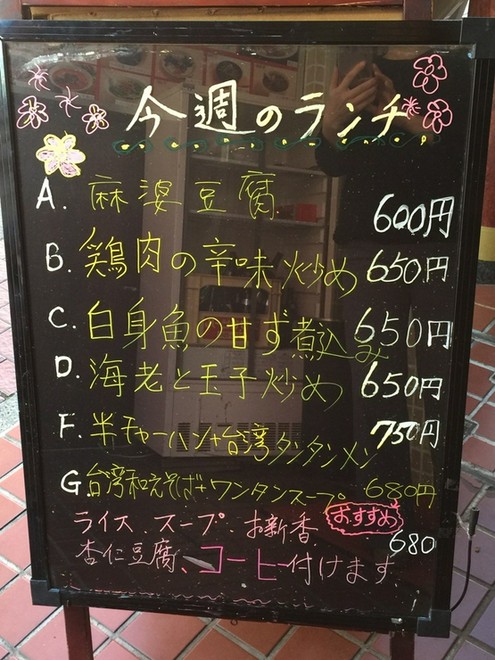 今週のランチ
A. 麻婆豆腐 600円
B. 鶏肉の辛味炒め 650円
C. 白身魚の甘ず煮込み 650円
D. 海老と玉子炒め 650円
F. 半チャーハン+台湾タンタンメン 750円
G. 台湾和えそば+ワンタンスープ 680円
ライス スープ お新香 おすすめ 680
杏仁豆腐、コーヒー付けます。